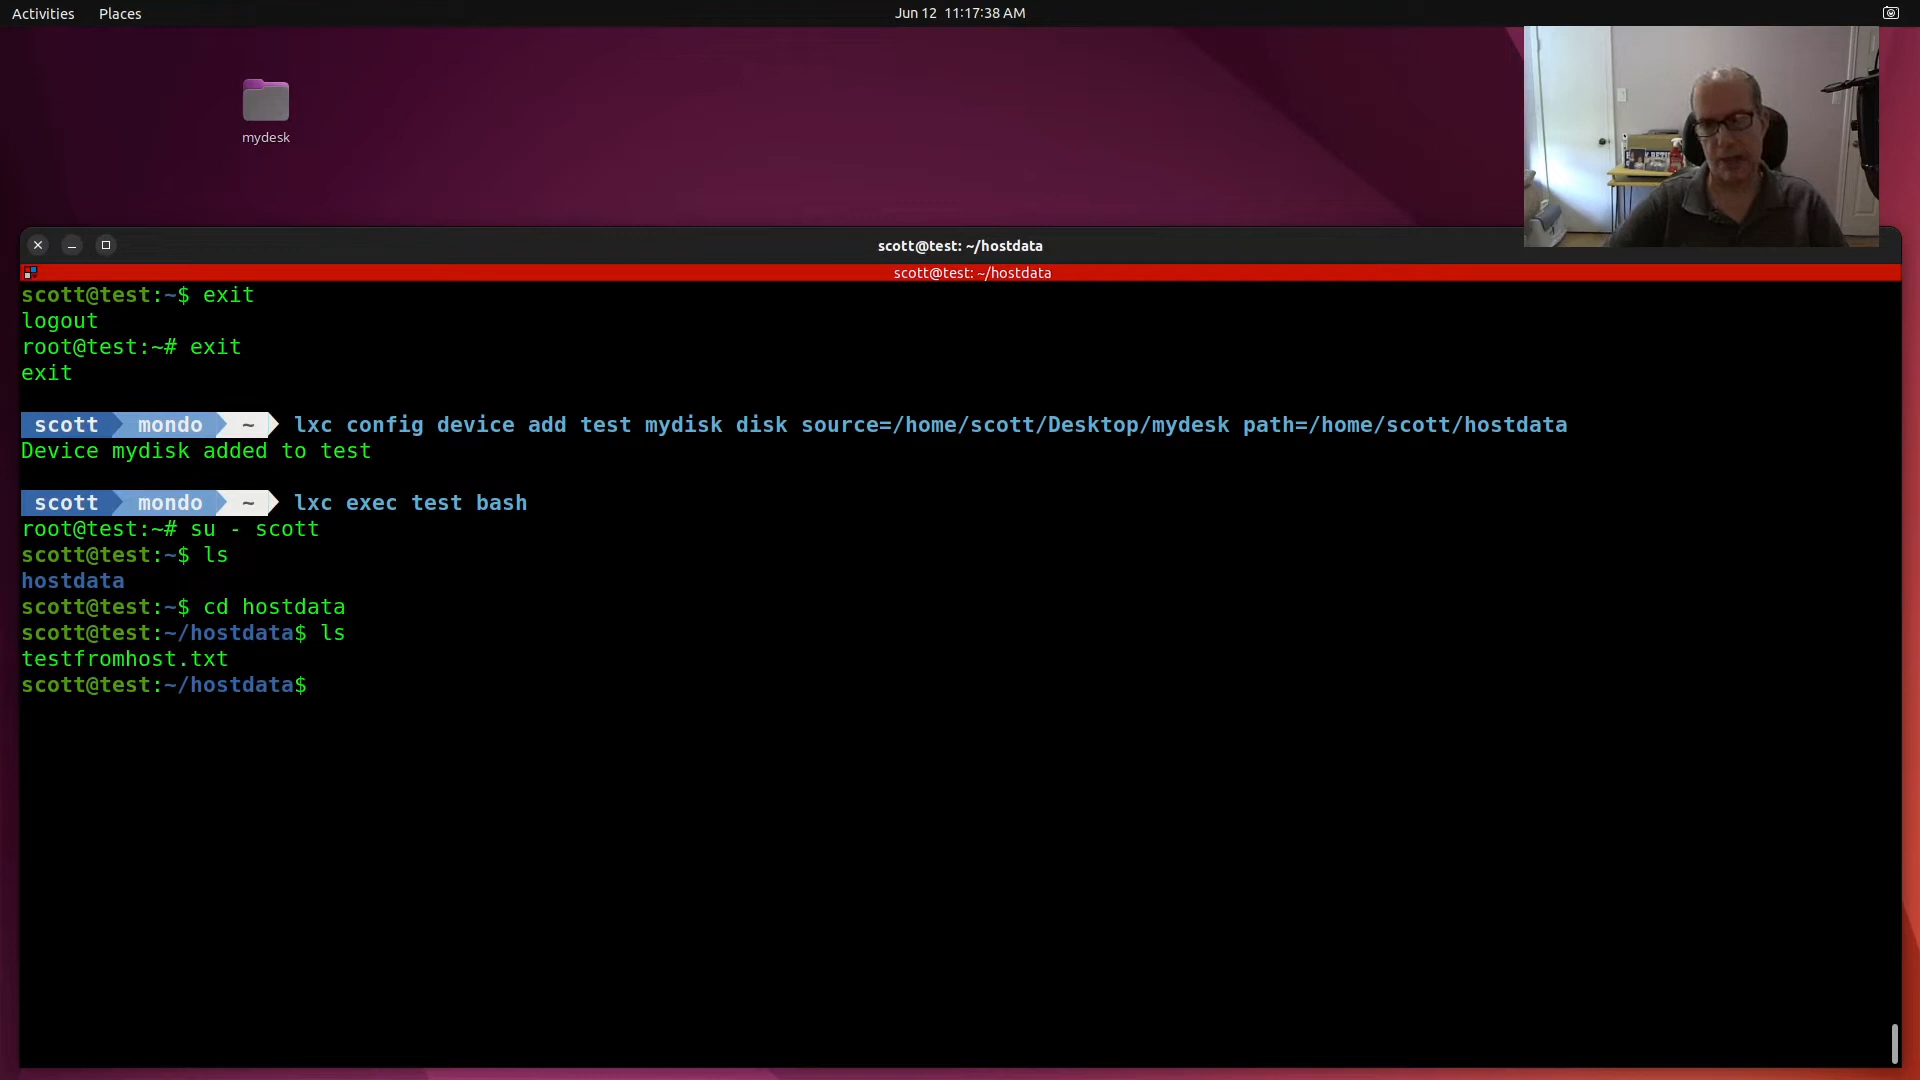 Activities Places Jun 12 11:17:38 AM
mydesk
scott@test: ~/hostdata
scott@test: ~/hostdata
scott@test:~$ exit
logout
root@test:~# exit
exit
scott mondo ~ lxc config device add test mydisk disk source=/home/scott/Desktop/mydesk path=/home/scott/hostdata
Device mydisk added to test
scott mondo ~ lxc exec test bash
root@test:~# su - scott
scott@test:~$ ls
hostdata
scott@test:~$ cd hostdata
scott@test:~/hostdata$ ls
testfromhost.txt
scott@test:~/hostdata$